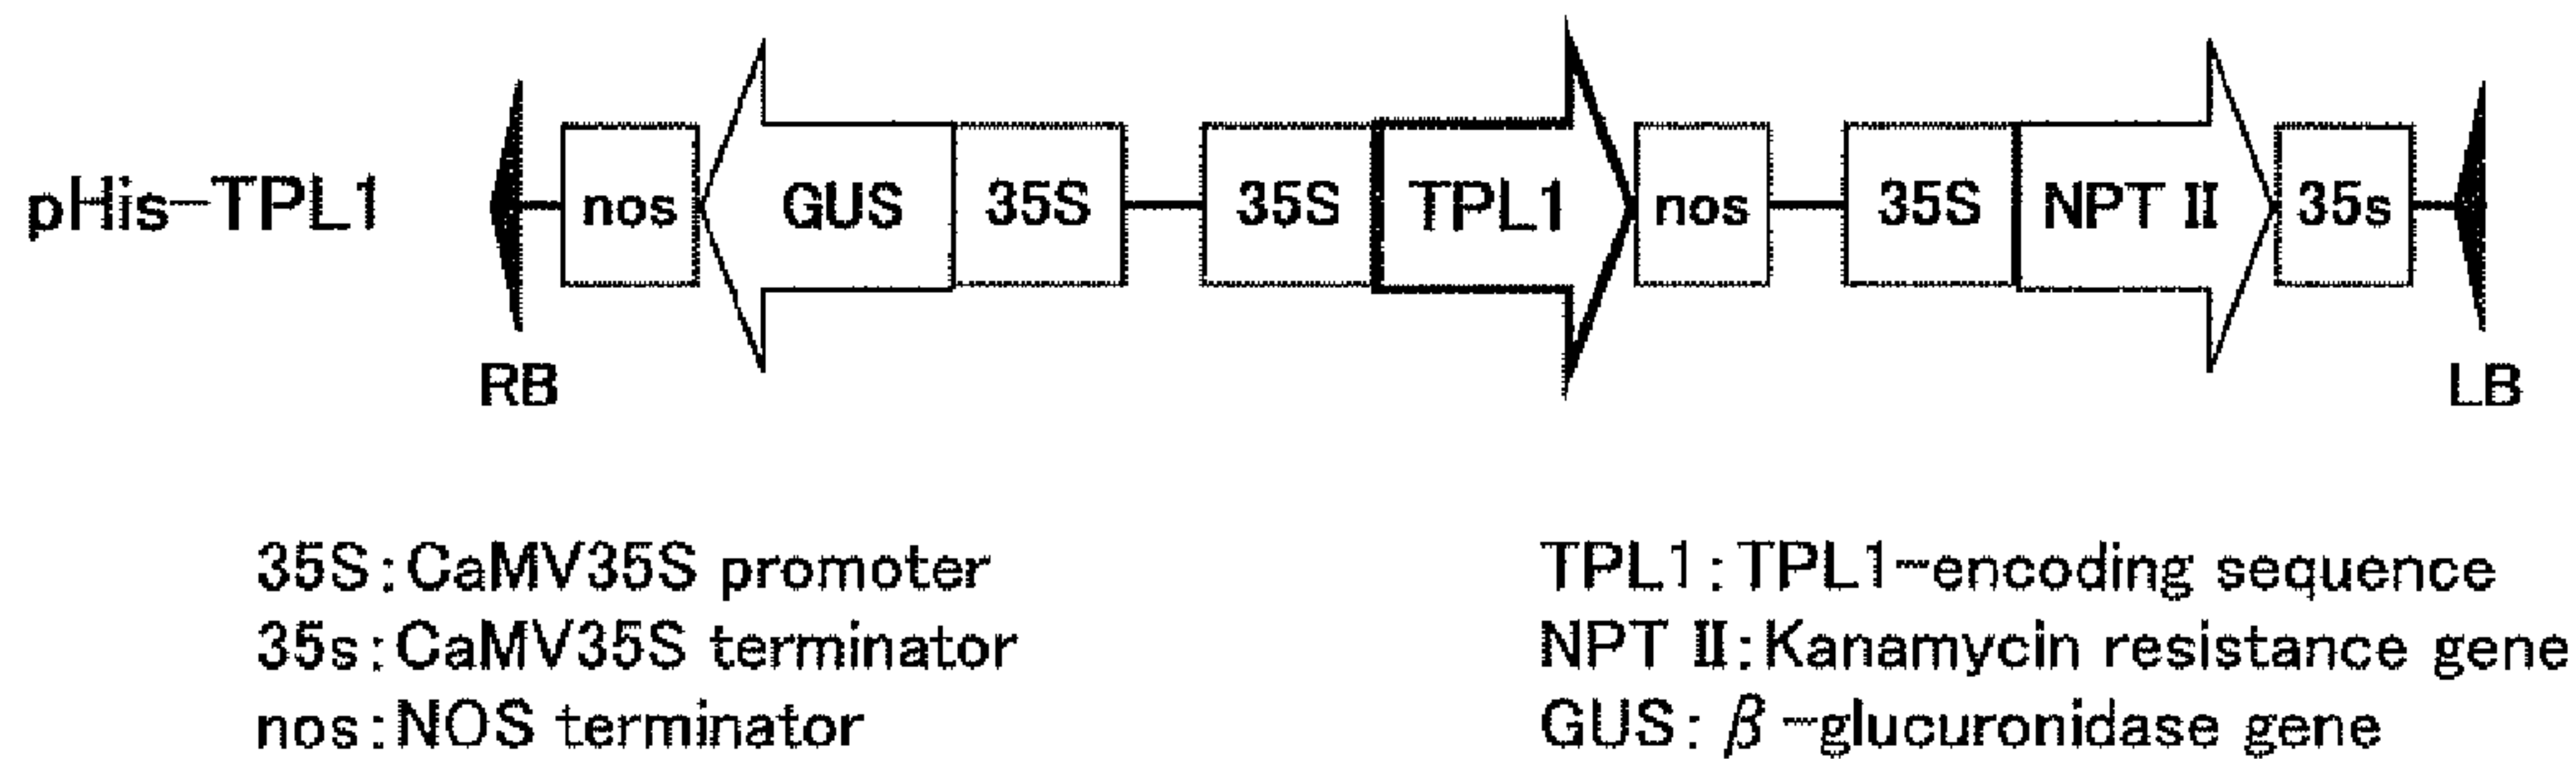 pHis-TPL1 nos GUS 35S 35S TPL1 nos 35S NPT II 35s
RB LB
35S:CaMV35S promoter
35s:CaMV35S terminator
nos:NOS terminator
TPL1:TPL1-encoding sequence
NPT II:Kanamycin resistance gene
GUS:β-glucuronidase gene